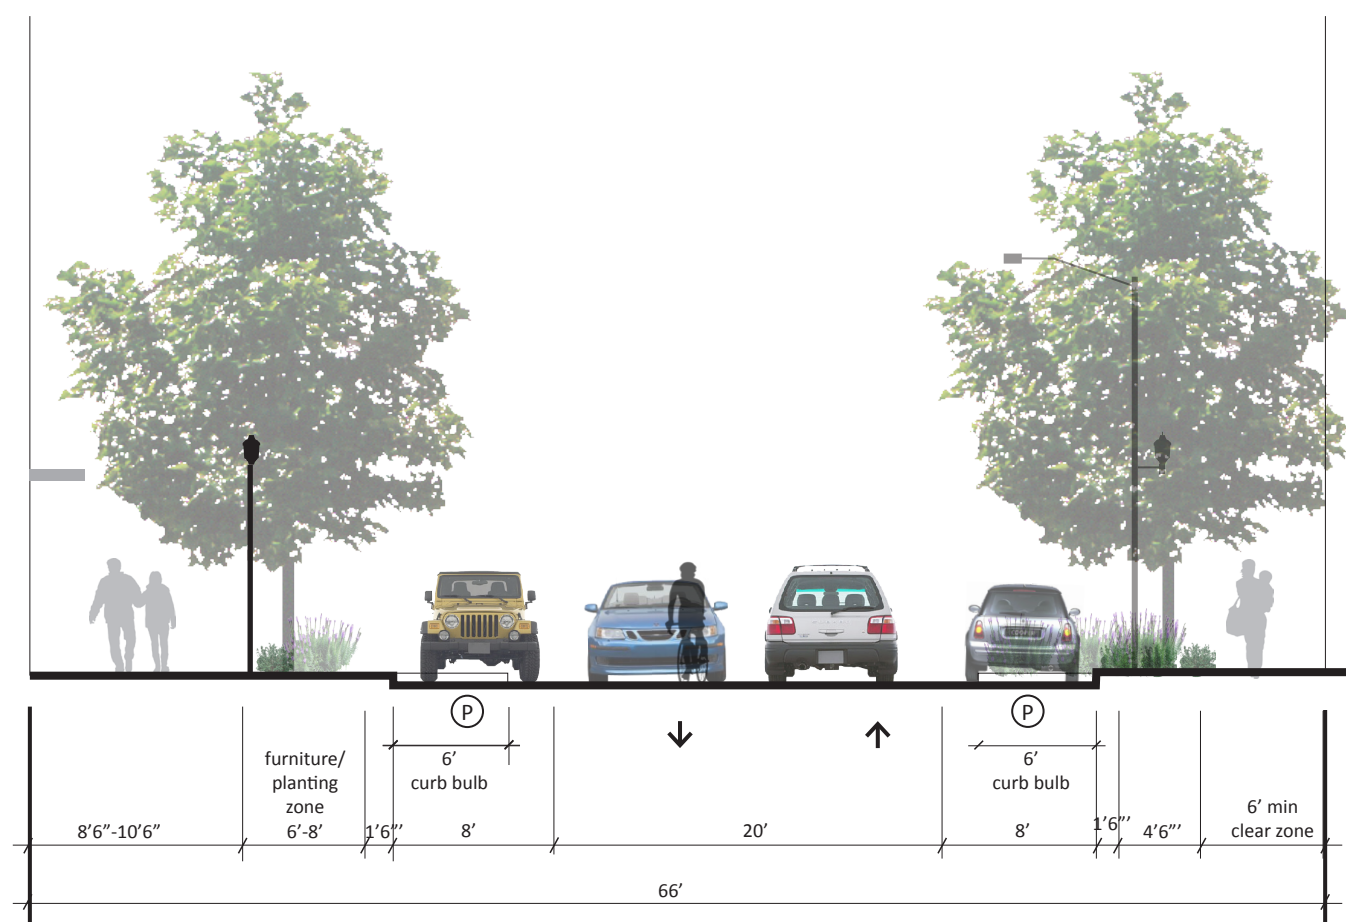 P
P
6’
curb bulb
6’
curb bulb
furniture/
planting
zone
6’-8’
8’6”-10’6”
1’6”’
8’
20’
8’
1’6”’
4’6”’
6’ min
clear zone
66’